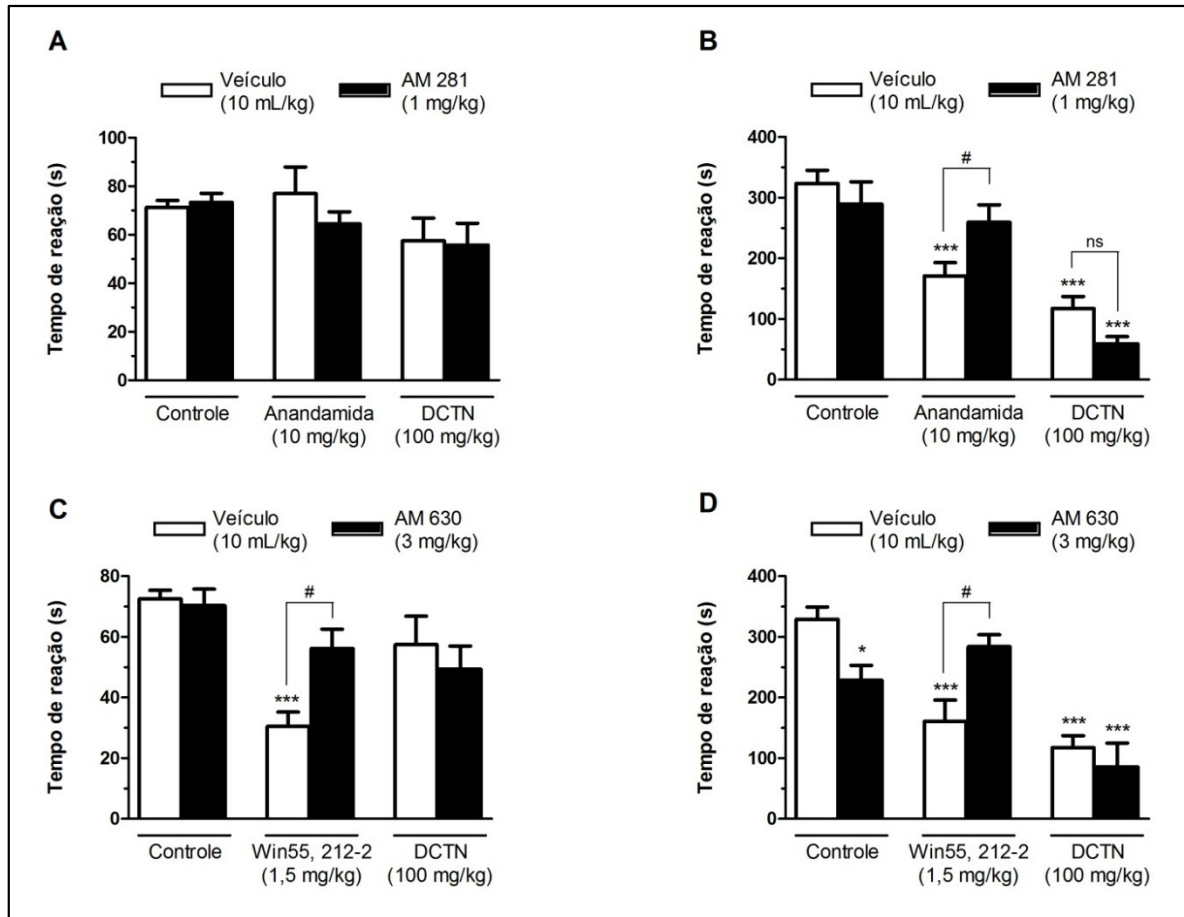 A
Veículo
(10 mL/kg)
AM 281
(1 mg/kg)
Tempo de reação (s)
100
80
60
40
20
0
Controle
Anandamida
(10 mg/kg)
DCTN
(100 mg/kg)
B
Veículo
(10 mL/kg)
AM 281
(1 mg/kg)
Tempo de reação (s)
400
300
200
100
0
***
#
***
ns
***
Controle
Anandamida
(10 mg/kg)
DCTN
(100 mg/kg)
C
Veículo
(10 mL/kg)
AM 630
(3 mg/kg)
Tempo de reação (s)
80
60
40
20
0
***
#
Controle
Win55, 212-2
(1,5 mg/kg)
DCTN
(100 mg/kg)
D
Veículo
(10 mL/kg)
AM 630
(3 mg/kg)
Tempo de reação (s)
400
300
200
100
0
*
***
#
***
***
Controle
Win55, 212-2
(1,5 mg/kg)
DCTN
(100 mg/kg)